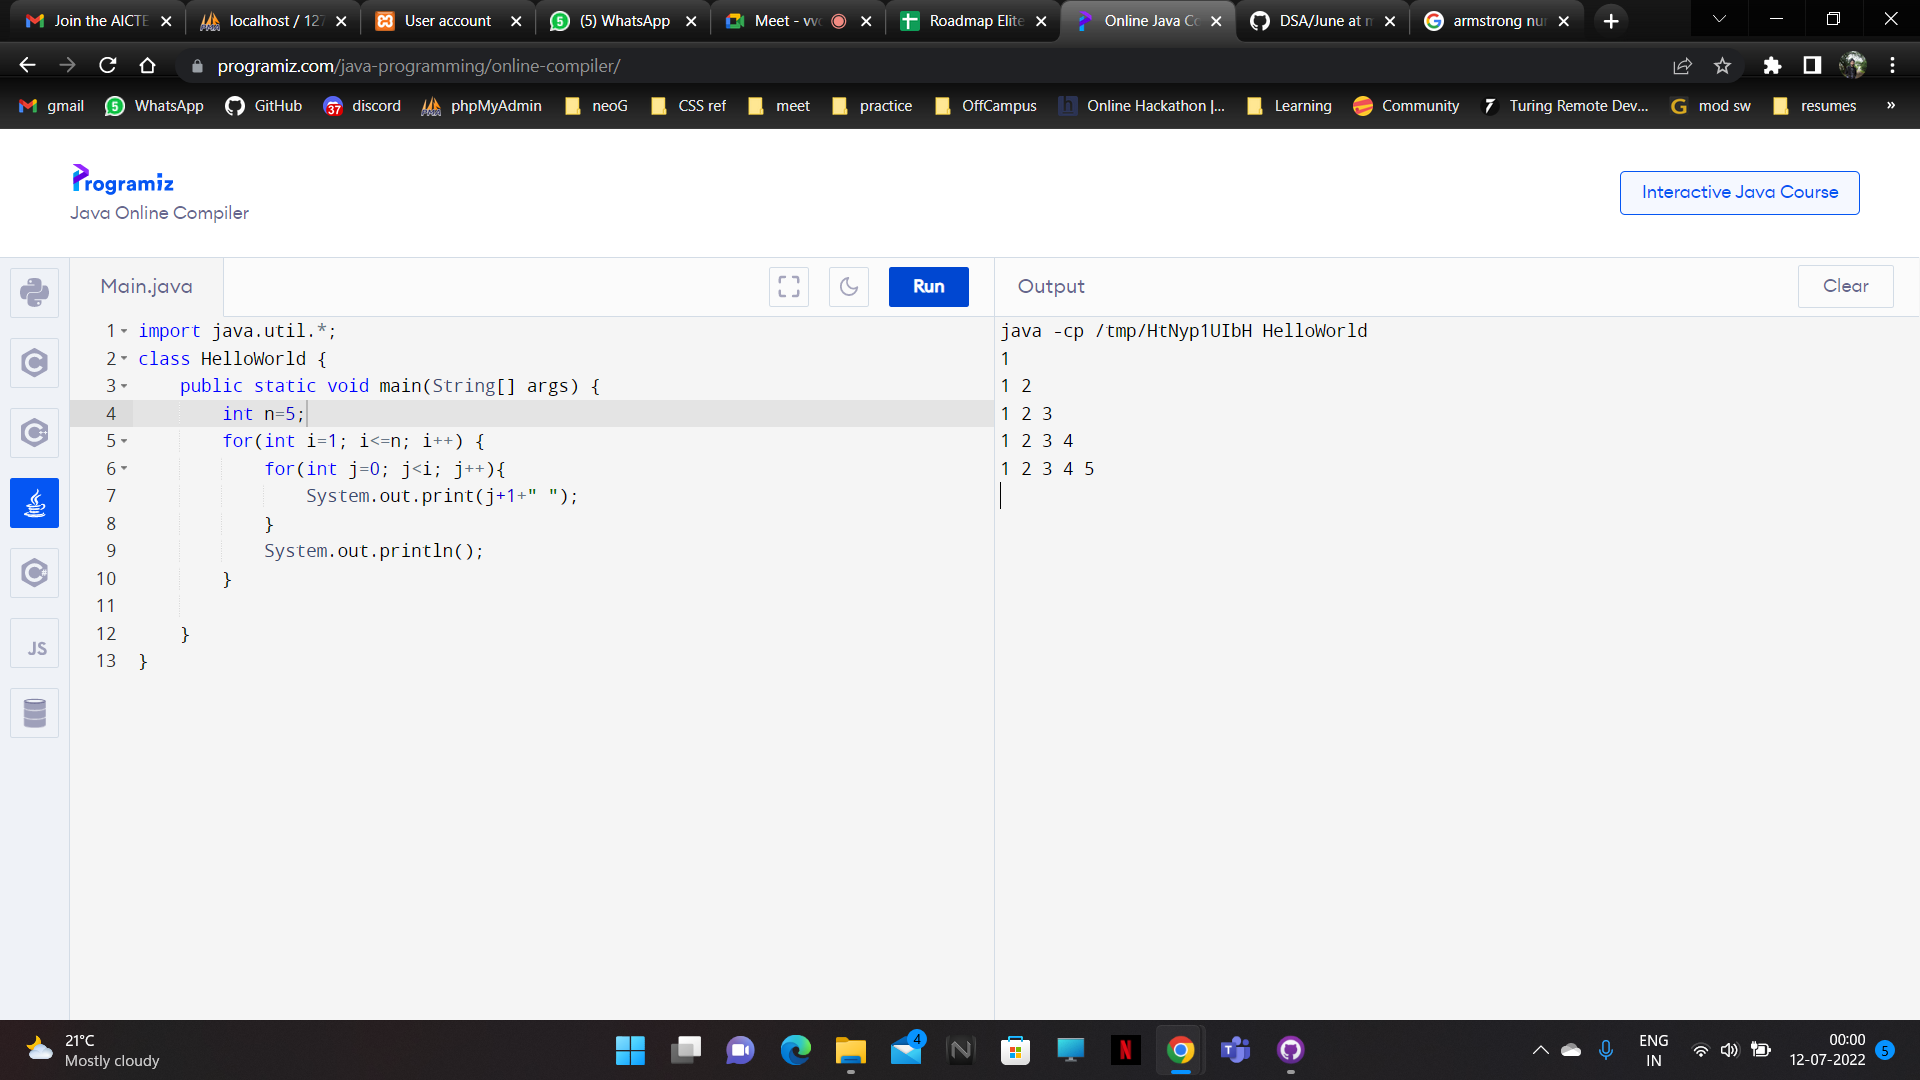 Join the AICTE
localhost / 127
User account
(5) WhatsApp
Meet - vvc
Roadmap Elite
Online Java Co
DSA/June at m
armstrong nu
programiz.com/java-programming/online-compiler/
gmail
WhatsApp
GitHub
37
discord
phpMyAdmin
neoG
CSS ref
meet
practice
OffCampus
Online Hackathon |...
Learning
Community
Turing Remote Dev...
mod sw
resumes
»
Programiz
Java Online Compiler
Interactive Java Course
Main.java
Run
Output
Clear
1 import java.util.*;
2 class HelloWorld {
3 public static void main(String[] args) {
4 int n=5;
5 for(int i=1; i<=n; i++) {
6 for(int j=0; j<i; j++){
7 System.out.print(j+1+" ");
8 }
9 System.out.println();
10 }
11
12 }
13 }
JS
java -cp /tmp/HtNyp1UIbH HelloWorld
1
1 2
1 2 3
1 2 3 4
1 2 3 4 5
21°C
Mostly cloudy
4
ENG
IN
00:00
12-07-2022
5